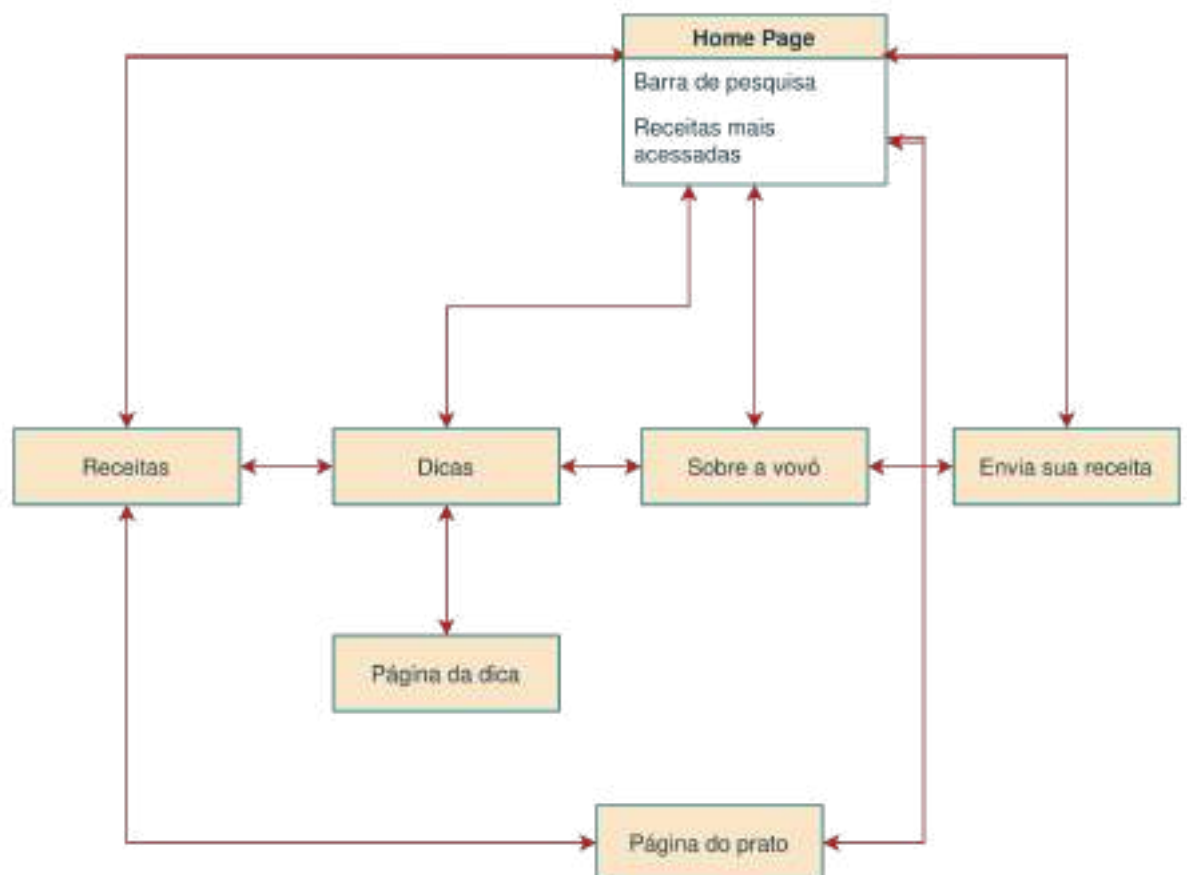 Home Page
Barra de pesquisa
Receitas mais
acessadas
Receitas
Dicas
Sobre a vovó
Envia sua receita
Página da dica
Página do prato